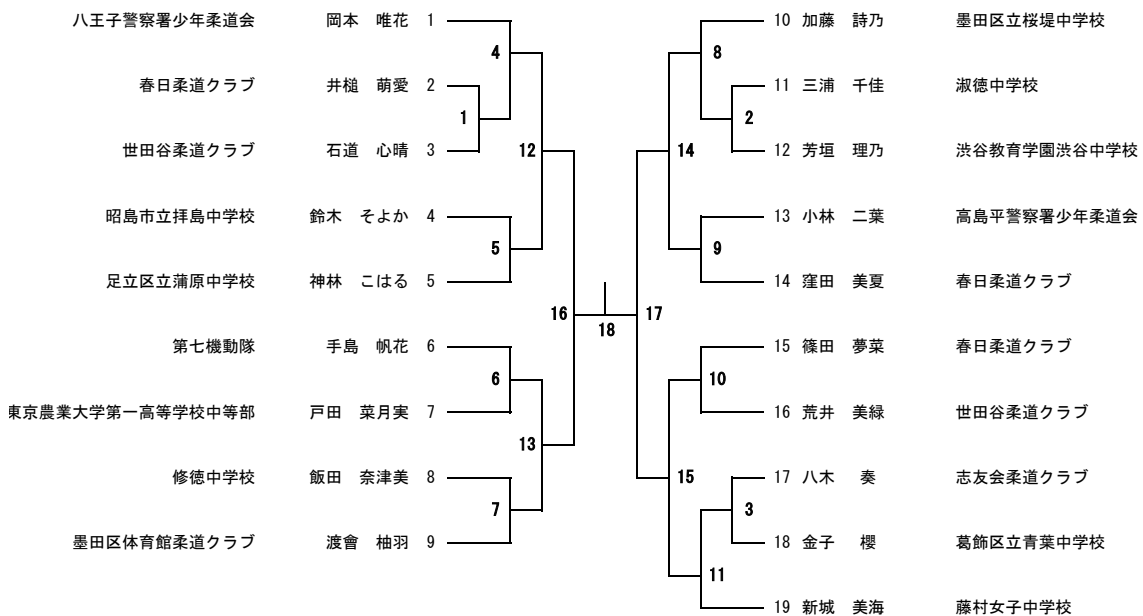 八王子警察署少年柔道会 岡本 唯花 1
4
春日柔道クラブ 井槌 萌愛 2
1
世田谷柔道クラブ 石道 心晴 3
12
昭島市立拝島中学校 鈴木 そよか 4
5
足立区立蒲原中学校 神林 こはる 5
16
第七機動隊 手島 帆花 6
6
東京農業大学第一高等学校中等部 戸田 菜月実 7
13
修徳中学校 飯田 奈津美 8
7
墨田区体育館柔道クラブ 渡會 柚羽 9
18
10 加藤 詩乃 墨田区立桜堤中学校
8
11 三浦 千佳 淑徳中学校
2
12 芳垣 理乃 渋谷教育学園渋谷中学校
14
13 小林 二葉 高島平警察署少年柔道会
9
14 窪田 美夏 春日柔道クラブ
17
15 篠田 夢菜 春日柔道クラブ
10
16 荒井 美緑 世田谷柔道クラブ
15
17 八木 奏 志友会柔道クラブ
3
18 金子 櫻 葛飾区立青葉中学校
11
19 新城 美海 藤村女子中学校